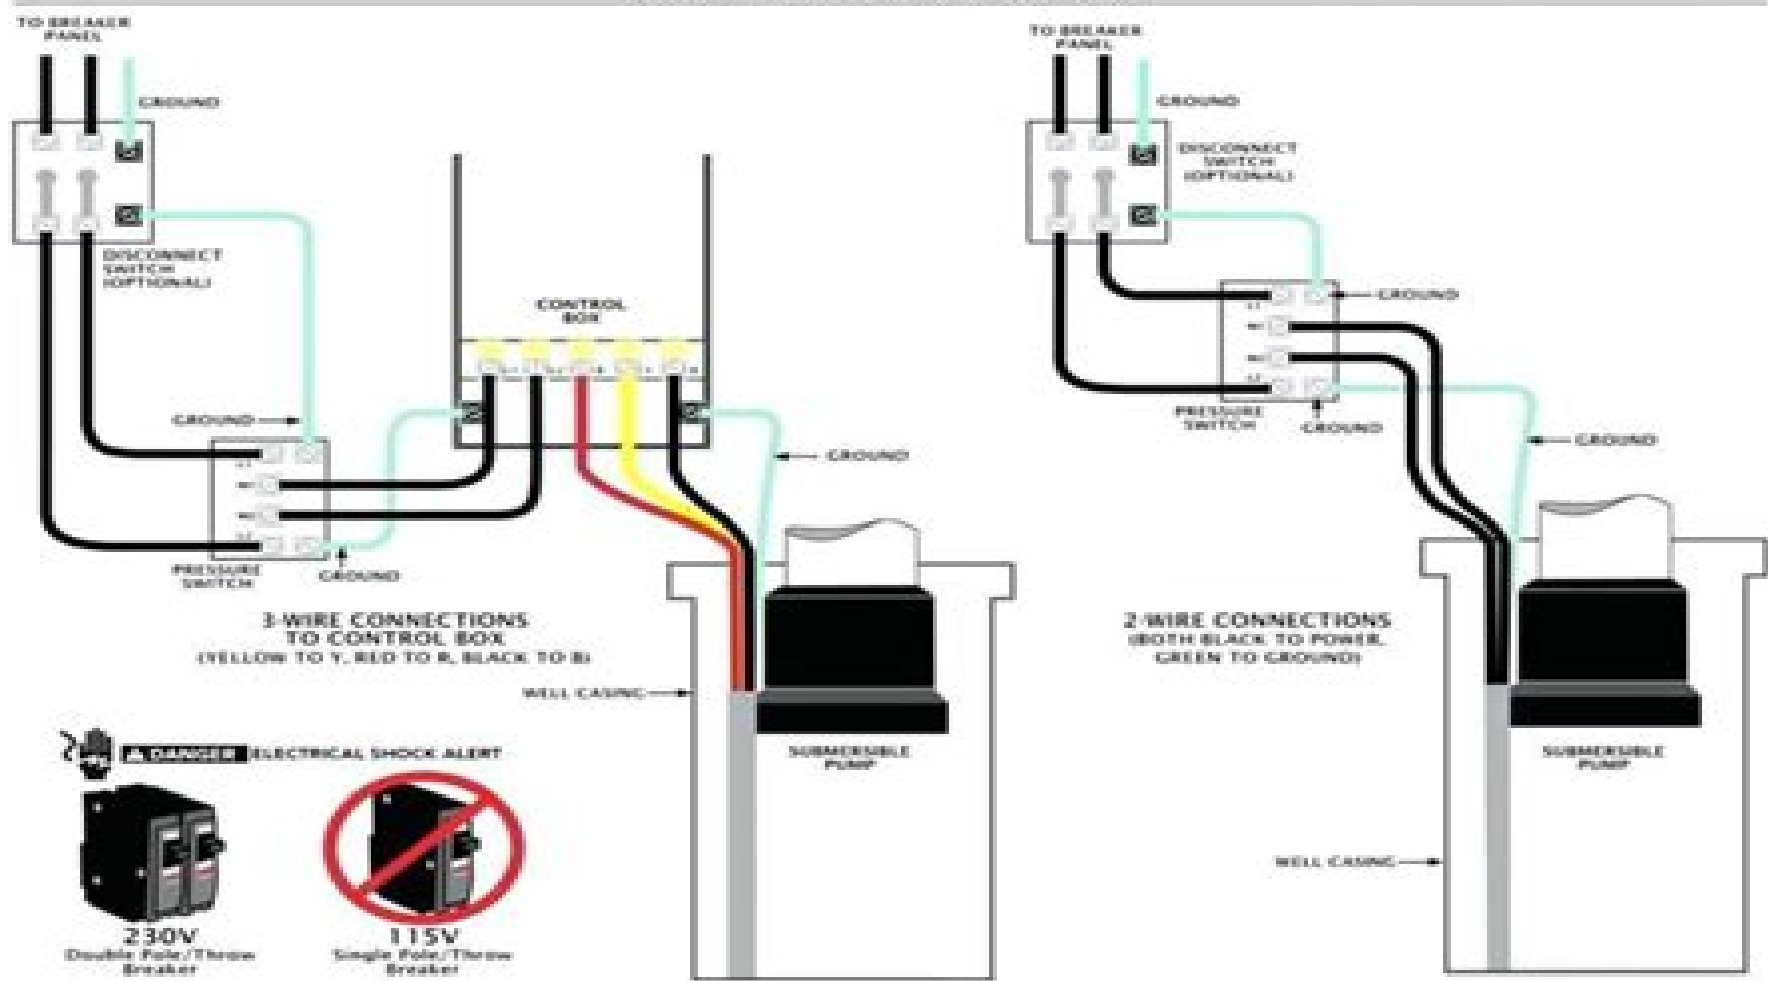 TO BREAKER
PANEL
GROUND
DISCONNECT
SWITCH
(OPTIONAL)
CONTROL
BOX
L1
L2
R
Y
B
GROUND
GROUND
PRESSURE
SWITCH
GROUND
3-WIRE CONNECTIONS
TO CONTROL BOX
(YELLOW TO Y, RED TO R, BLACK TO B)
WELL CASING
SUBMERSIBLE
PUMP
DANGER ELECTRICAL SHOCK ALERT
230V
Double Pole/Throw
Breaker
115V
Single Pole/Throw
Breaker
TO BREAKER
PANEL
GROUND
DISCONNECT
SWITCH
(OPTIONAL)
GROUND
PRESSURE
SWITCH
GROUND
GROUND
2-WIRE CONNECTIONS
(BOTH BLACK TO POWER,
GREEN TO GROUND)
SUBMERSIBLE
PUMP
WELL CASING